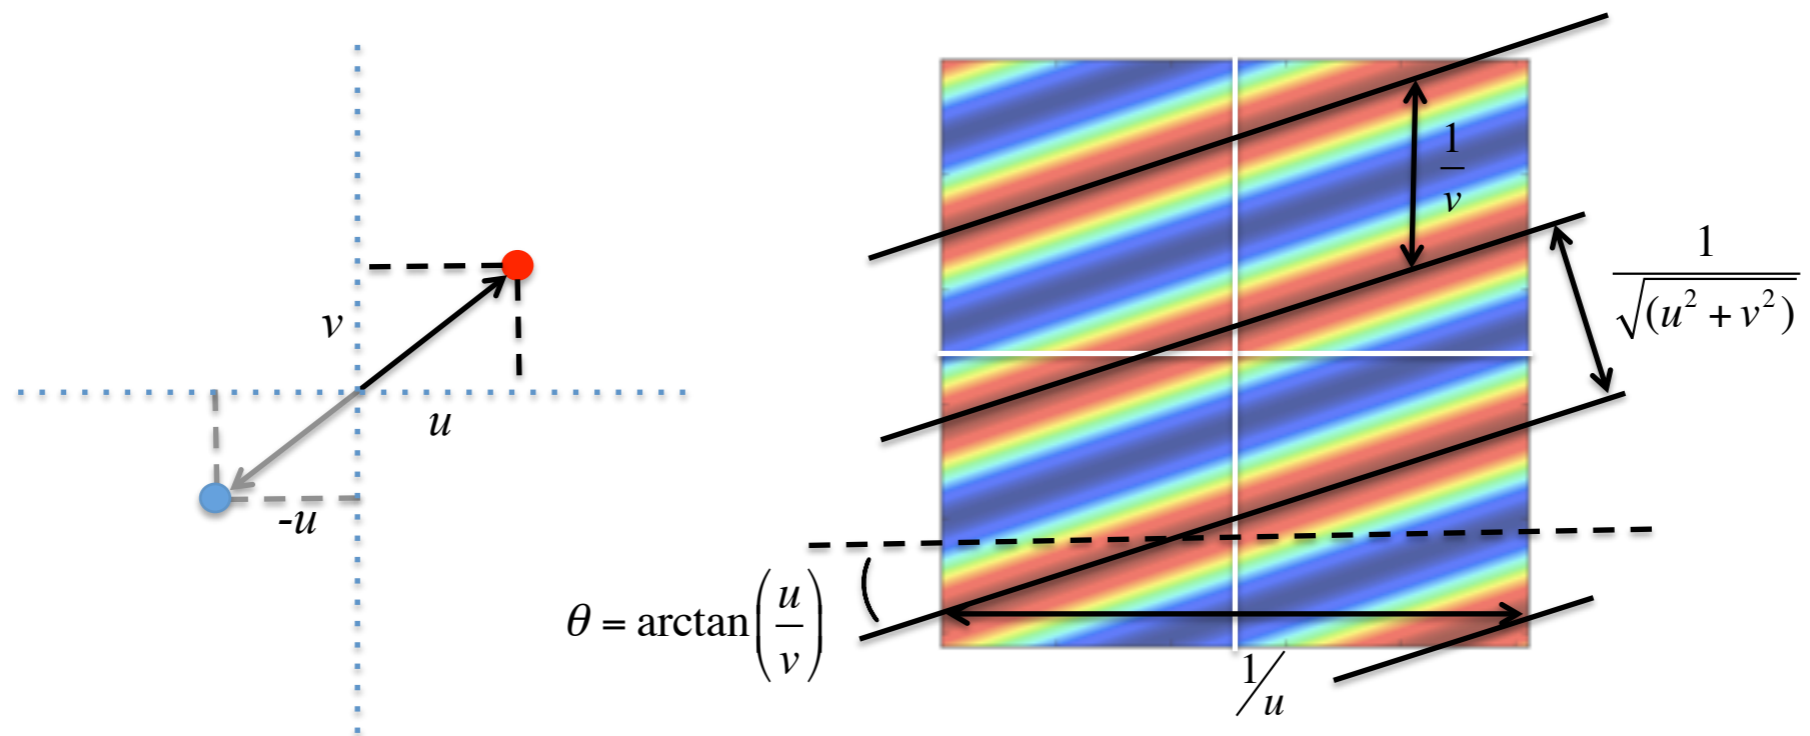 v
u
-u
1/v
1/√(u² + v²)
θ = arctan(u/v)
1/u